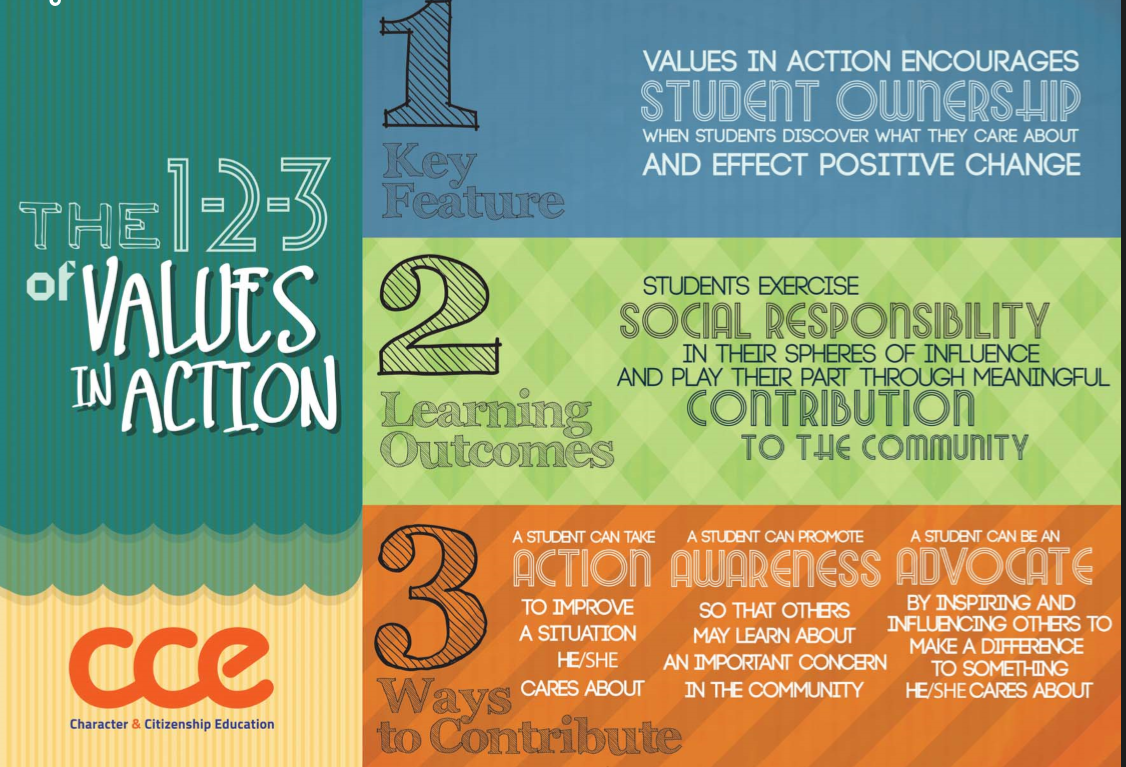 THE 1-2-3
of VALUES
IN ACTION
cce
Character & Citizenship Education
1
Key
Feature
VALUES IN ACTION ENCOURAGES
STUDENT OWNERSHIP
WHEN STUDENTS DISCOVER WHAT THEY CARE ABOUT
AND EFFECT POSITIVE CHANGE
2
Learning
Outcomes
STUDENTS EXERCISE
SOCIAL RESPONSIBILITY
IN THEIR SPHERES OF INFLUENCE
AND PLAY THEIR PART THROUGH MEANINGFUL
CONTRIBUTION
TO THE COMMUNITY
3
Ways
to Contribute
A STUDENT CAN TAKE
ACTION
TO IMPROVE
A SITUATION
HE/SHE
CARES ABOUT
A STUDENT CAN PROMOTE
AWARENESS
SO THAT OTHERS
MAY LEARN ABOUT
AN IMPORTANT CONCERN
IN THE COMMUNITY
A STUDENT CAN BE AN
ADVOCATE
BY INSPIRING AND
INFLUENCING OTHERS TO
MAKE A DIFFERENCE
TO SOMETHING
HE/SHE CARES ABOUT